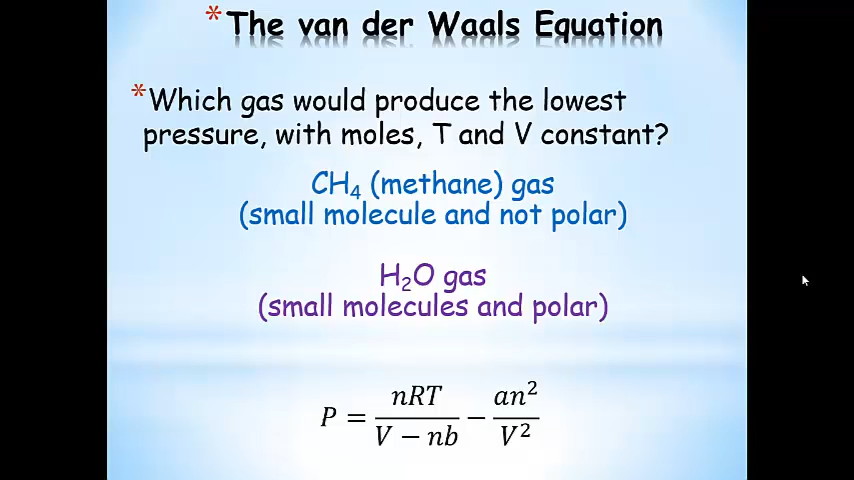 *The van der Waals Equation
*Which gas would produce the lowest
pressure, with moles, T and V constant?
CH₄ (methane) gas
(small molecule and not polar)
H₂O gas
(small molecules and polar)
P = nRT/(V − nb) − an²/V²